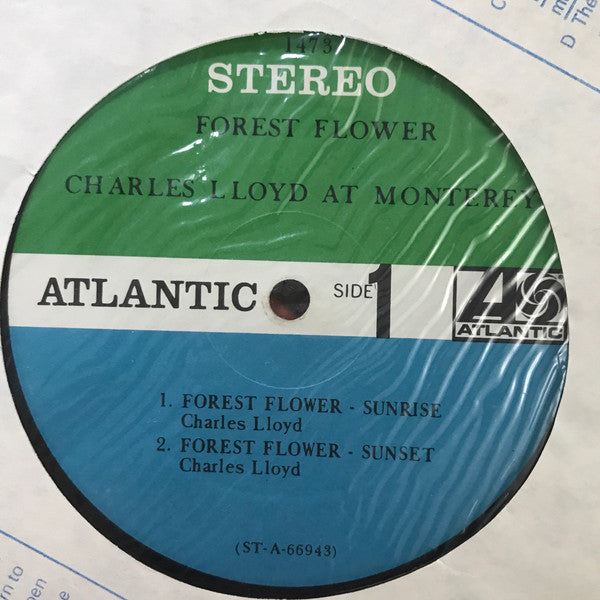 1473
STEREO
FOREST FLOWER
CHARLES LLOYD AT MONTEREY
ATLANTIC
SIDE 1
ATLANTIC
1. FOREST FLOWER - SUNRISE
Charles Lloyd
2. FOREST FLOWER - SUNSET
Charles Lloyd
(ST-A-66943)
D The